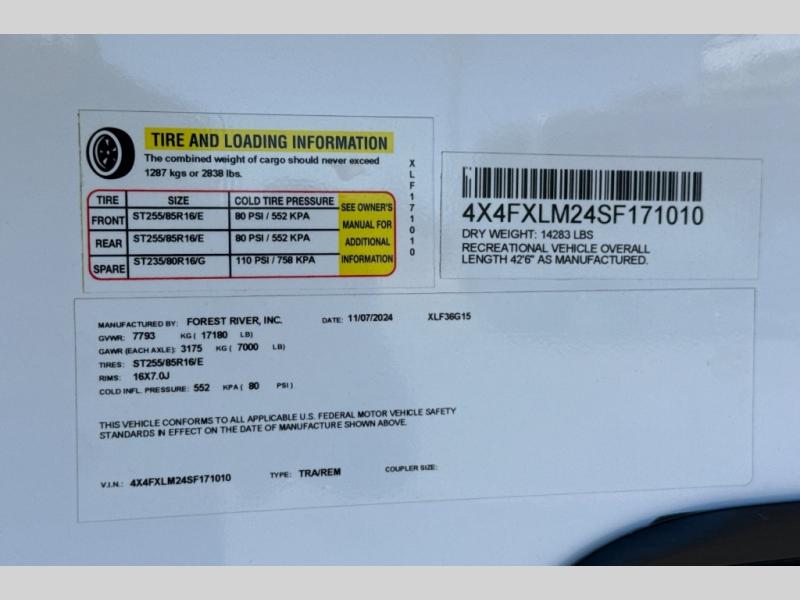 TIRE AND LOADING INFORMATION
The combined weight of cargo should never exceed
1287 kgs or 2838 lbs.
TIRE SIZE COLD TIRE PRESSURE
FRONT ST255/85R16/E 80 PSI / 552 KPA
REAR ST255/85R16/E 80 PSI / 552 KPA
SPARE ST235/80R16/G 110 PSI / 758 KPA
SEE OWNER'S
MANUAL FOR
ADDITIONAL
INFORMATION
XLF171010
4X4FXLM24SF171010
DRY WEIGHT: 14283 LBS
RECREATIONAL VEHICLE OVERALL
LENGTH 42'6" AS MANUFACTURED.
MANUFACTURED BY: FOREST RIVER, INC. DATE: 11/07/2024 XLF36G15
GVWR: 7793 KG ( 17180 LB)
GAWR (EACH AXLE): 3175 KG ( 7000 LB)
TIRES: ST255/85R16/E
RIMS: 16X7.0J
COLD INFL. PRESSURE: 552 KPA ( 80 PSI )
THIS VEHICLE CONFORMS TO ALL APPLICABLE U.S. FEDERAL MOTOR VEHICLE SAFETY
STANDARDS IN EFFECT ON THE DATE OF MANUFACTURE SHOWN ABOVE.
V.I.N.: 4X4FXLM24SF171010 TYPE: TRA/REM COUPLER SIZE: